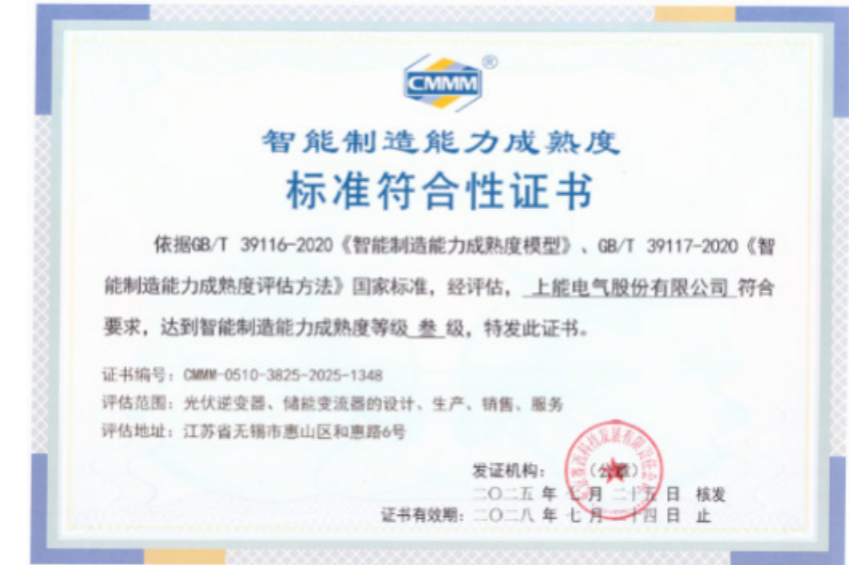 CMMM®
智能制造能力成熟度
标准符合性证书
依据GB/T 39116-2020《智能制造能力成熟度模型》、GB/T 39117-2020《智
能制造能力成熟度评估方法》国家标准，经评估，上能电气股份有限公司符合
要求，达到智能制造能力成熟度等级 叁 级，特发此证书。
证书编号：CMMM-0510-3825-2025-1348
评估范围：光伏逆变器、储能变流器的设计、生产、销售、服务
评估地址：江苏省无锡市惠山区和惠路6号
发证机构：（公章）
二〇二五 年 七 月 二十五 日 核发
证书有效期：二〇二八 年 七 月 二十四 日 止